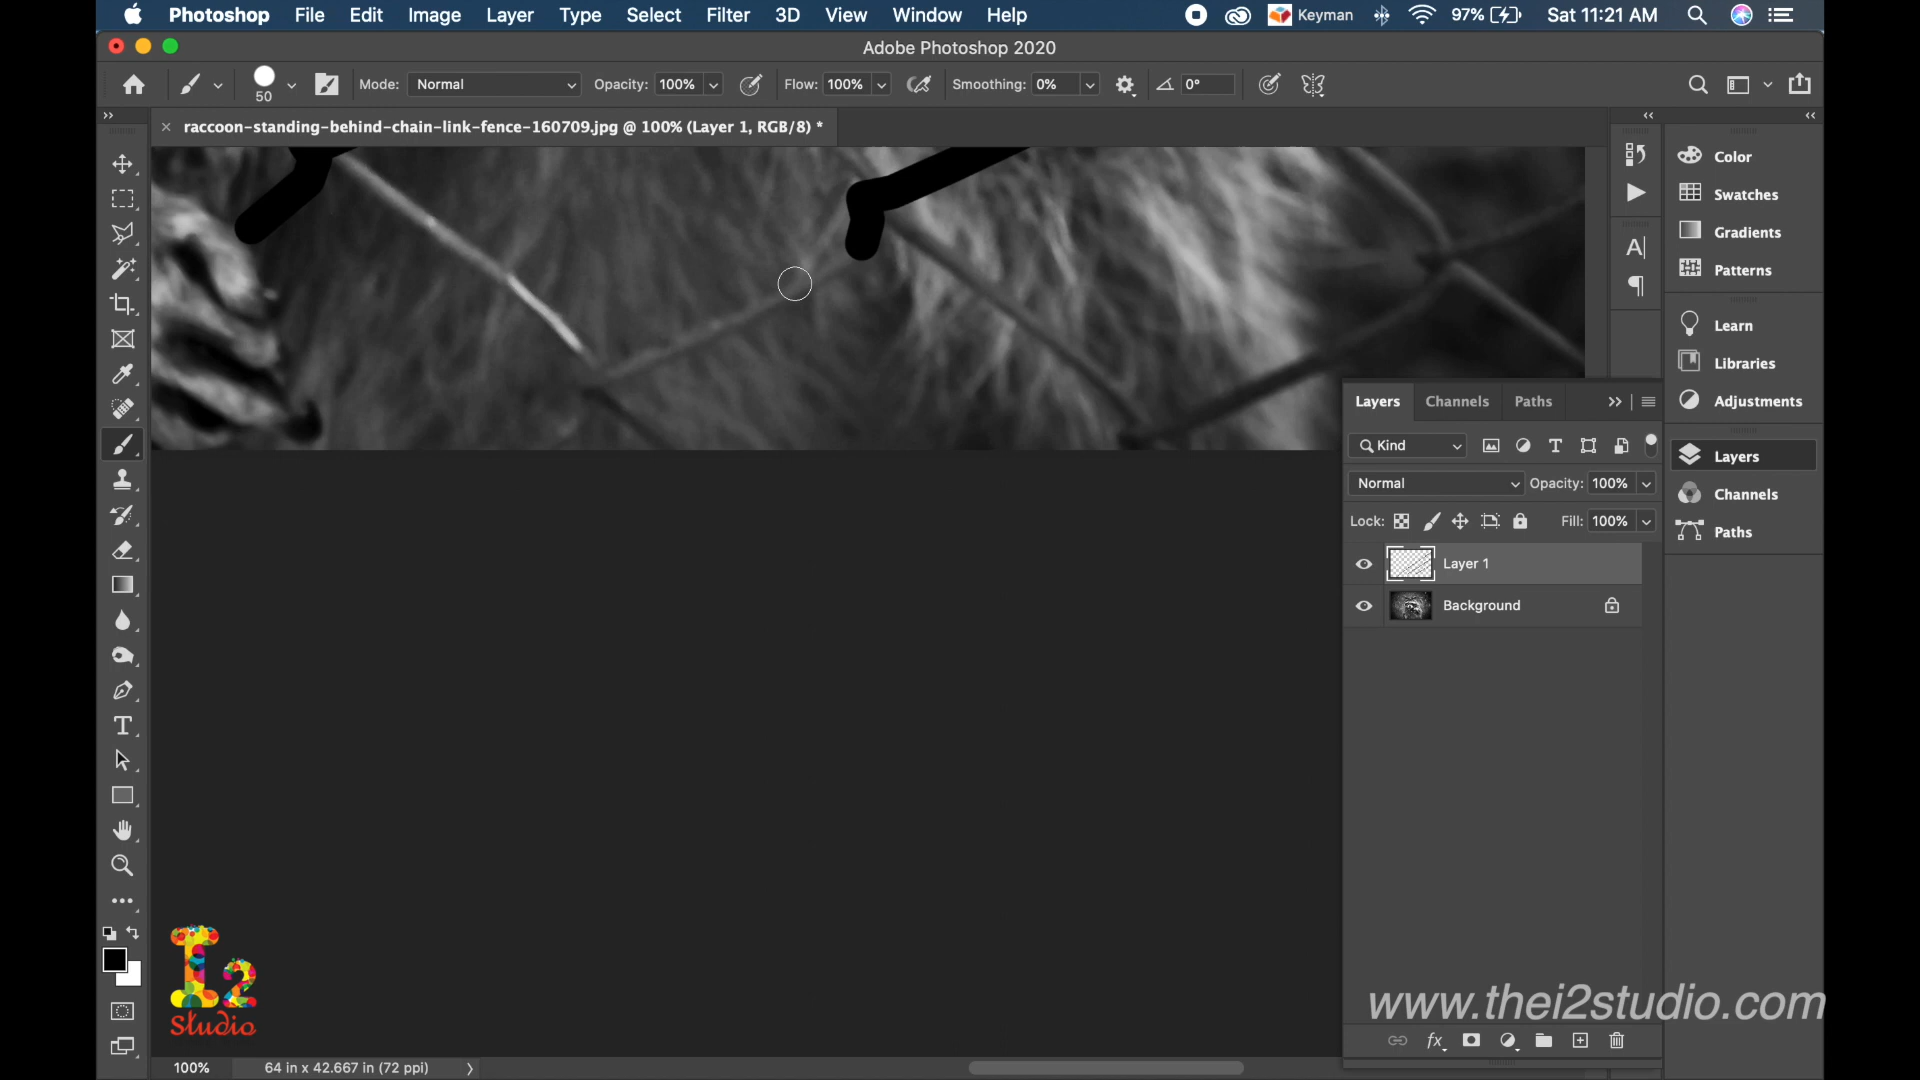 Photoshop File Edit Image Layer Type Select Filter 3D View Window Help Keyman 97% Sat 11:21 AM
Adobe Photoshop 2020
50 Mode: Normal Opacity: 100% Flow: 100% Smoothing: 0% 0°
raccoon-standing-behind-chain-link-fence-160709.jpg @ 100% (Layer 1, RGB/8) *
Color
Swatches
Gradients
Patterns
Learn
Libraries
Adjustments
Layers
Channels
Paths
Layers Channels Paths
Kind
Normal Opacity: 100%
Lock: Fill: 100%
Layer 1
Background
I2
Studio
www.thei2studio.com
fx
100% 64 in x 42.667 in (72 ppi)